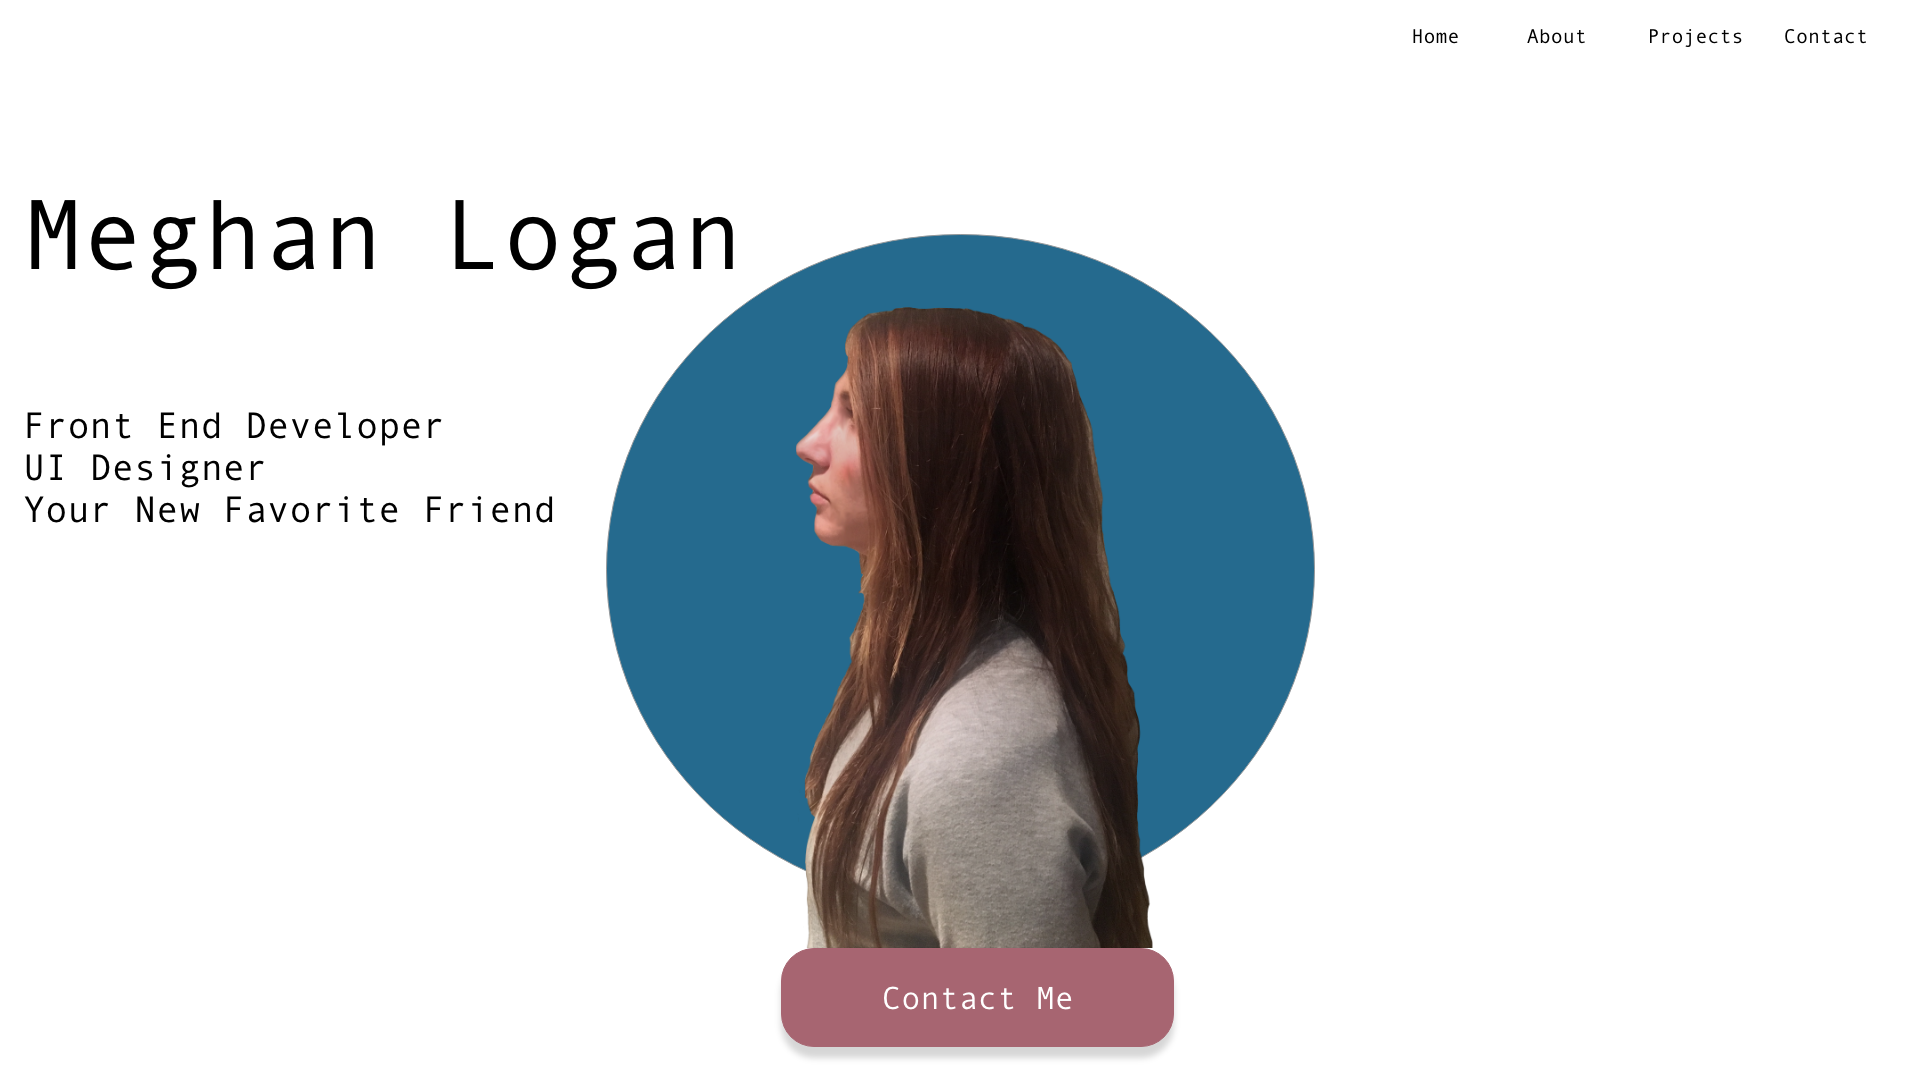 Home About Projects Contact
Meghan Logan
Front End Developer
UI Designer
Your New Favorite Friend
Contact Me